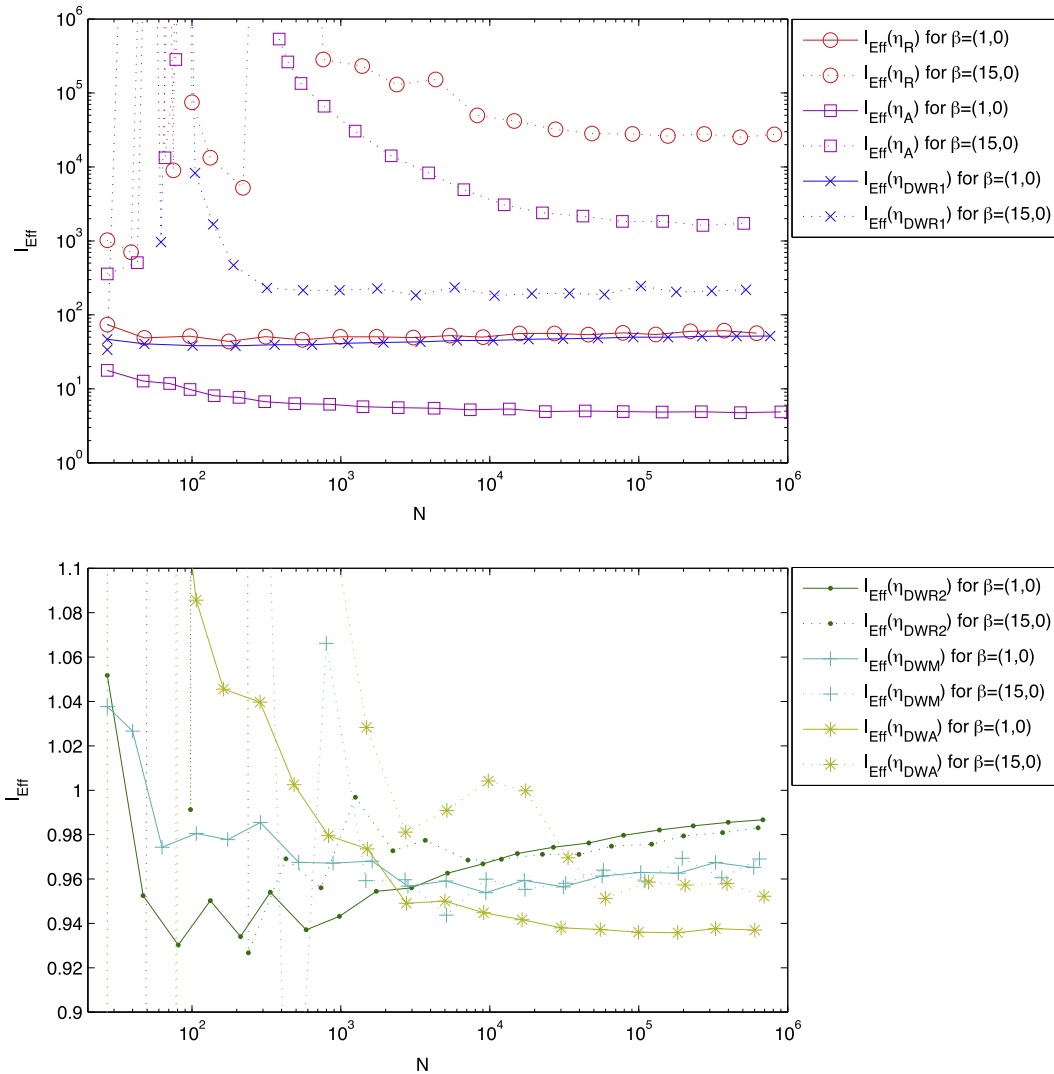 10^6
10^5
10^4
10^3
10^2
10^1
10^0
I_Eff
10^2 10^3 10^4 10^5 10^6
N
I_Eff(η_R) for β=(1,0)
I_Eff(η_R) for β=(15,0)
I_Eff(η_A) for β=(1,0)
I_Eff(η_A) for β=(15,0)
I_Eff(η_DWR1) for β=(1,0)
I_Eff(η_DWR1) for β=(15,0)
1.1
1.08
1.06
1.04
1.02
1
0.98
0.96
0.94
0.92
0.9
I_Eff
10^2 10^3 10^4 10^5 10^6
N
I_Eff(η_DWR2) for β=(1,0)
I_Eff(η_DWR2) for β=(15,0)
I_Eff(η_DWM) for β=(1,0)
I_Eff(η_DWM) for β=(15,0)
I_Eff(η_DWA) for β=(1,0)
I_Eff(η_DWA) for β=(15,0)